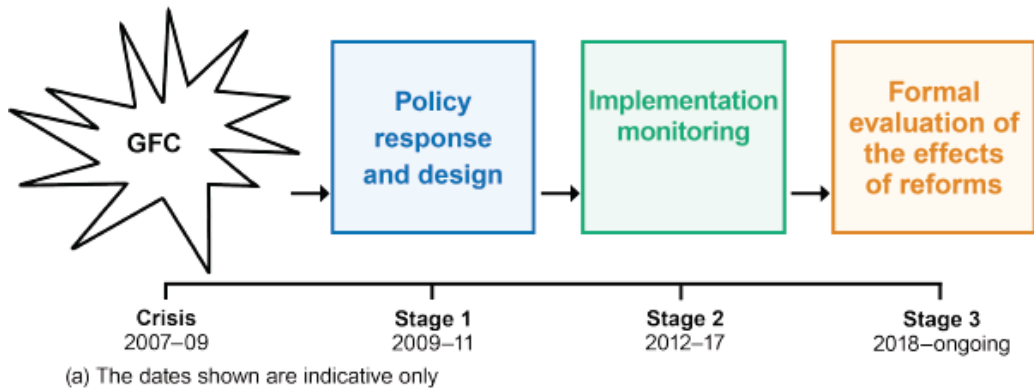 GFC
Policy
response
and design
Implementation
monitoring
Formal
evaluation of
the effects
of reforms
Crisis
2007–09
Stage 1
2009–11
Stage 2
2012–17
Stage 3
2018–ongoing
(a) The dates shown are indicative only